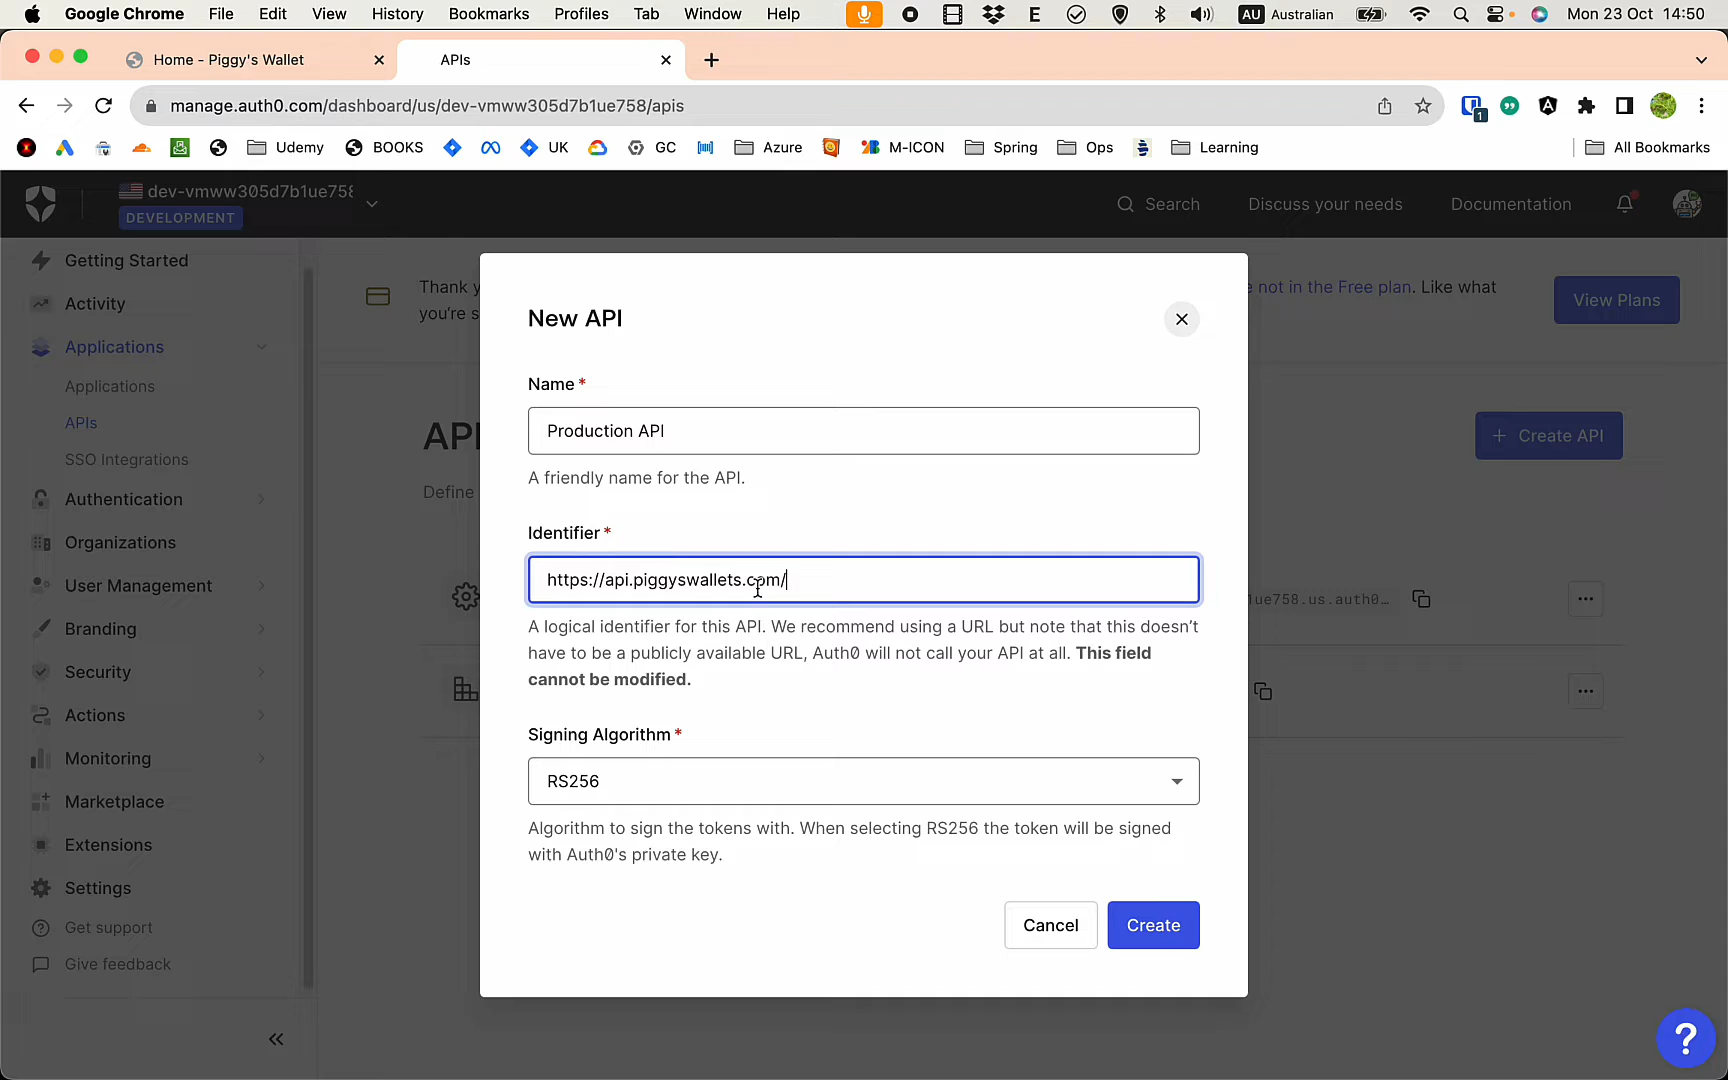 Google Chrome File Edit View History Bookmarks Profiles Tab Window Help E AU Australian Mon 23 Oct 14:50
Home - Piggy's Wallet
APIs
manage.auth0.com/dashboard/us/dev-vmww305d7b1ue758/apis
1
Udemy BOOKS UK GC Azure M-ICON Spring Ops Learning All Bookmarks
dev-vmww305d7b1ue758
DEVELOPMENT
Search Discuss your needs Documentation
Getting Started
Activity
Applications
Applications
APIs
SSO Integrations
Authentication
Organizations
User Management
Branding
Security
Actions
Monitoring
Marketplace
Extensions
Settings
Get support
Give feedback
Thank y
you're s
e not in the Free plan. Like what
View Plans
API
+ Create API
Define
1ue758.us.auth0...
New API
Name *
Production API
A friendly name for the API.
Identifier *
https://api.piggyswallets.com/
A logical identifier for this API. We recommend using a URL but note that this doesn't
have to be a publicly available URL, Auth0 will not call your API at all. This field
cannot be modified.
Signing Algorithm *
RS256
Algorithm to sign the tokens with. When selecting RS256 the token will be signed
with Auth0's private key.
Cancel Create
?